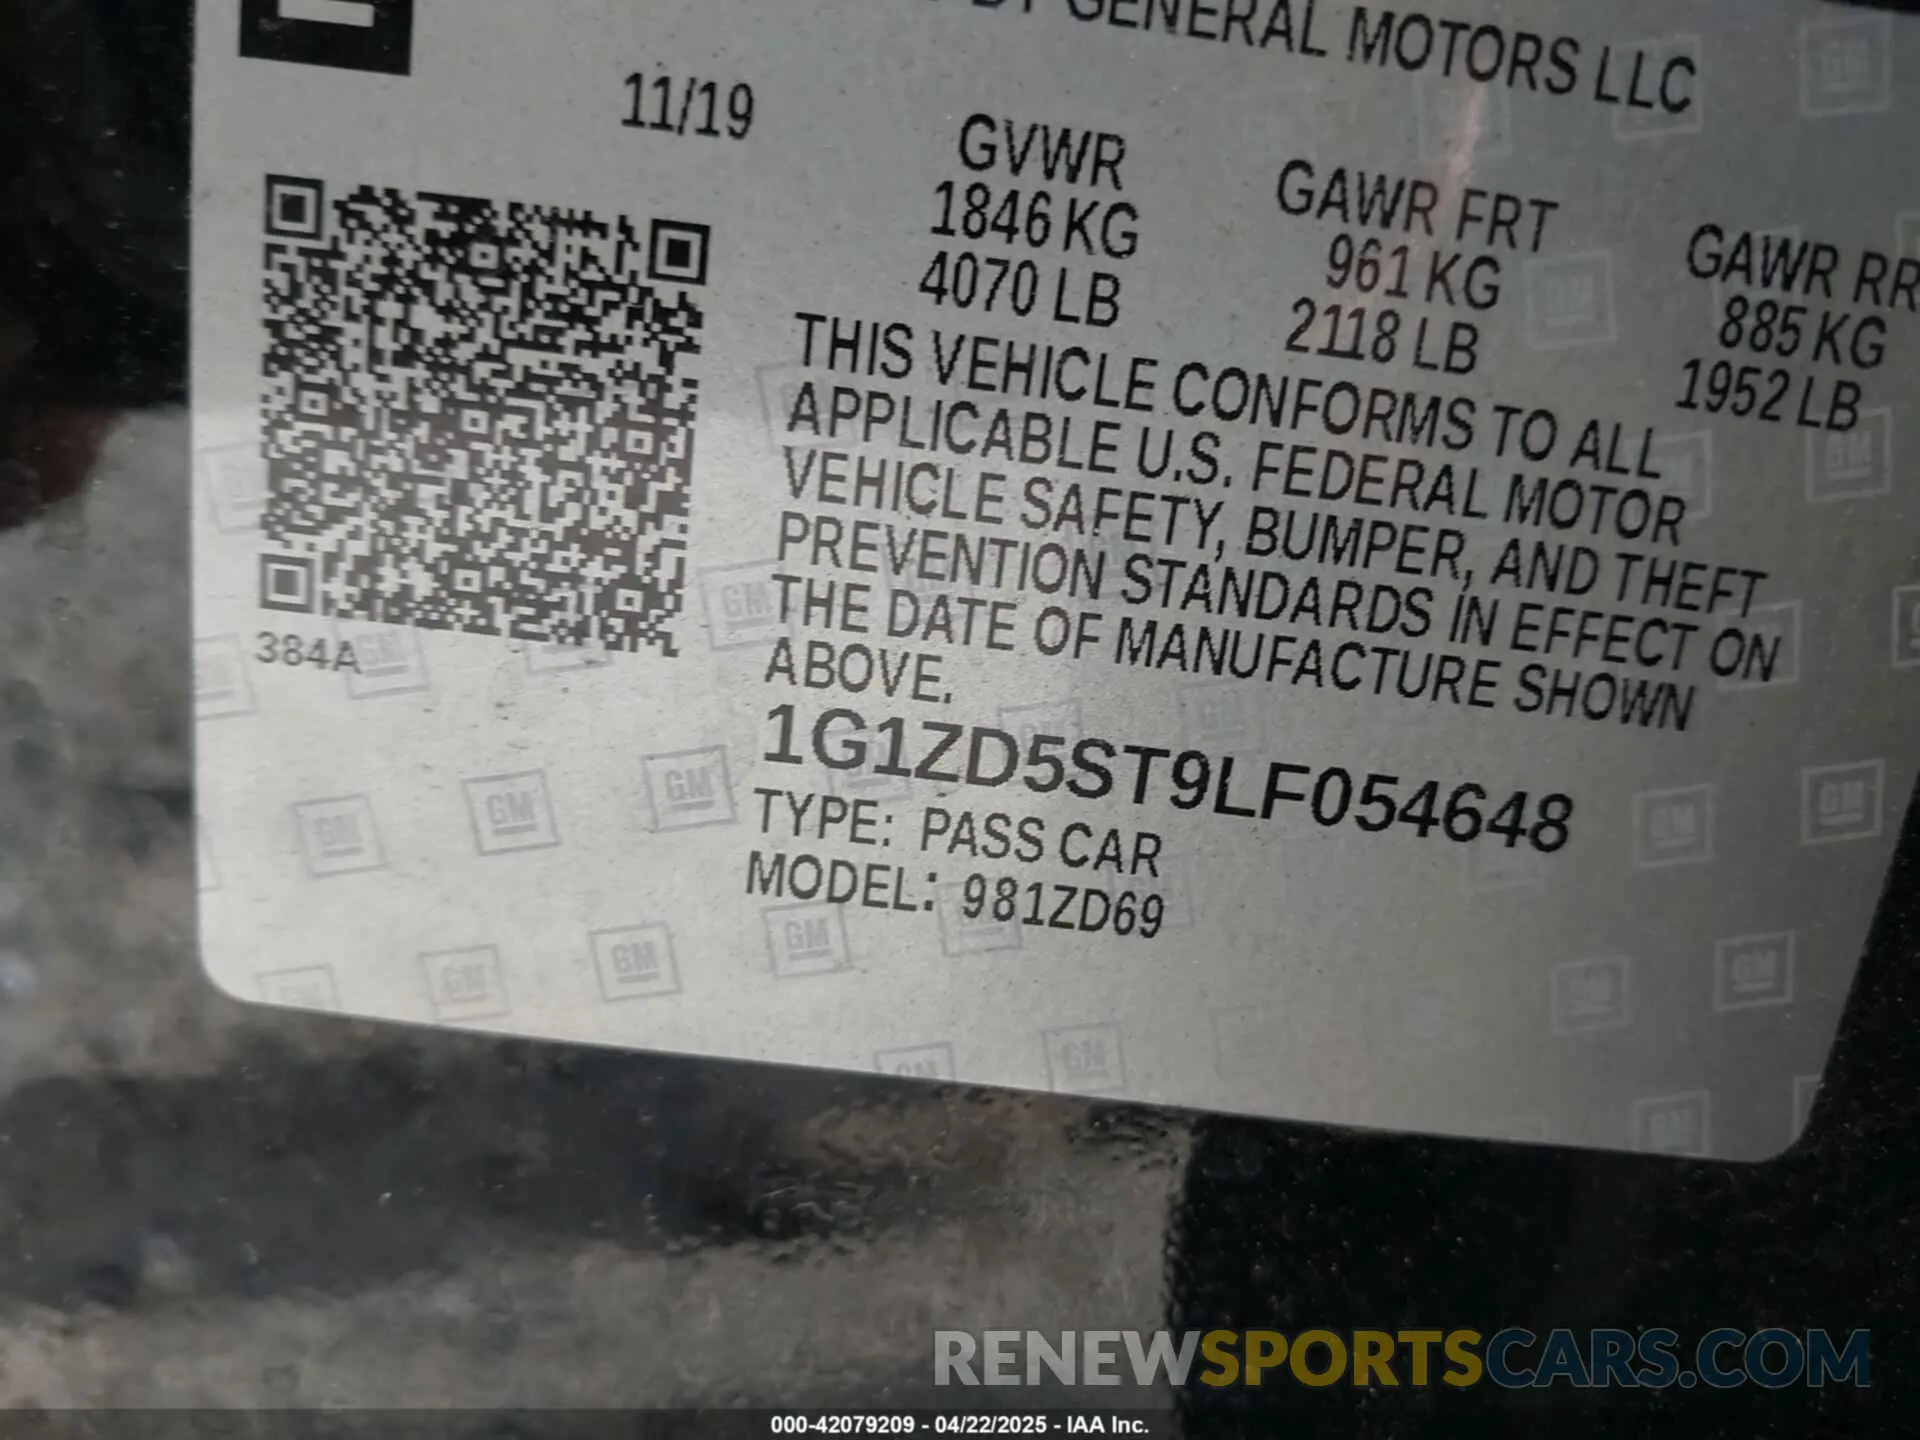 BY GENERAL MOTORS LLC
11/19
GVWR
1846 KG
4070 LB
GAWR FRT
961 KG
2118 LB
GAWR RR
885 KG
1952 LB
THIS VEHICLE CONFORMS TO ALL
APPLICABLE U.S. FEDERAL MOTOR
VEHICLE SAFETY, BUMPER, AND THEFT
PREVENTION STANDARDS IN EFFECT ON
THE DATE OF MANUFACTURE SHOWN
ABOVE.
384A
1G1ZD5ST9LF054648
TYPE: PASS CAR
MODEL: 981ZD69
GM
RENEWSPORTSCARS.COM
000-42079209 - 04/22/2025 - IAA Inc.